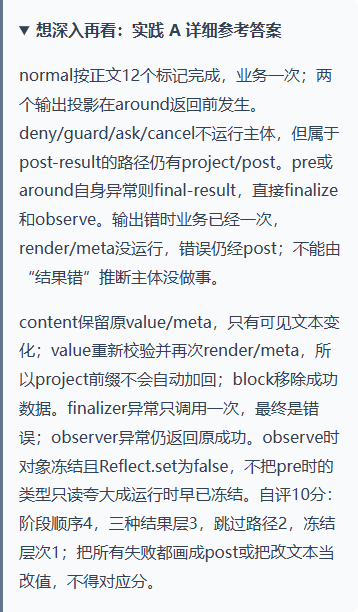 ▼ 想深入再看：实践 A 详细参考答案
normal按正文12个标记完成，业务一次；两
个输出投影在around返回前发生。
deny/guard/ask/cancel不运行主体，但属于
post-result的路径仍有project/post。pre或
around自身异常则final-result，直接finalize
和observe。输出错时业务已经一次，
render/meta没运行，错误仍经post；不能由
“结果错”推断主体没做事。
content保留原value/meta，只有可见文本变
化；value重新校验并再次render/meta，所
以project前缀不会自动加回；block移除成功
数据。finalizer异常只调用一次，最终是错
误；observer异常仍返回原成功。observe时
对象冻结且Reflect.set为false，不把pre时的
类型只读夸大成运行时早已冻结。自评10分：
阶段顺序4，三种结果层3，跳过路径2，冻结
层次1；把所有失败都画成post或把改文本当
改值，不得对应分。